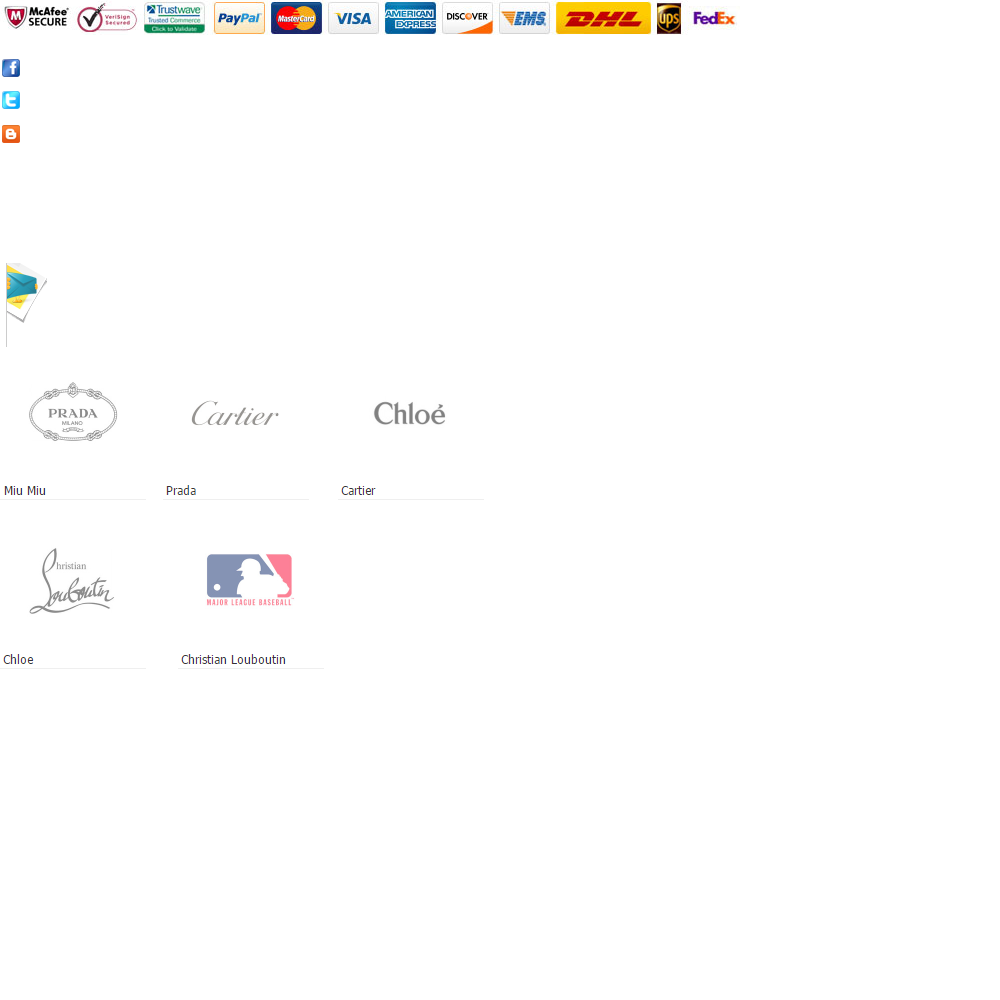 McAfee SECURE VeriSign Secured Trustwave Trusted Commerce Click to Validate PayPal MasterCard VISA AMERICAN EXPRESS DISCOVER EMS DHL ups FedEx
PRADA MILANO Cartier Chloé
Miu Miu Prada Cartier
Christian Louboutin MAJOR LEAGUE BASEBALL
Chloe Christian Louboutin